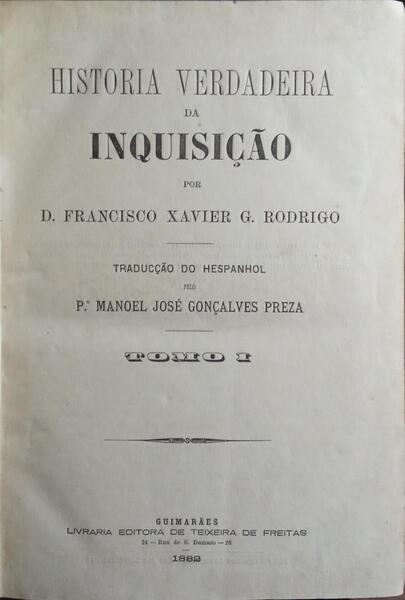 HISTORIA VERDADEIRA
DA
INQUISIÇÃO
POR
D. FRANCISCO XAVIER G. RODRIGO
TRADUCÇÃO DO HESPANHOL
PELO
P.e MANOEL JOSÉ GONÇALVES PREZA
TOMO I
GUIMARÃES
LIVRARIA EDITORA DE TEIXEIRA DE FREITAS
24 — Rua de S. Damaso — 26
1882